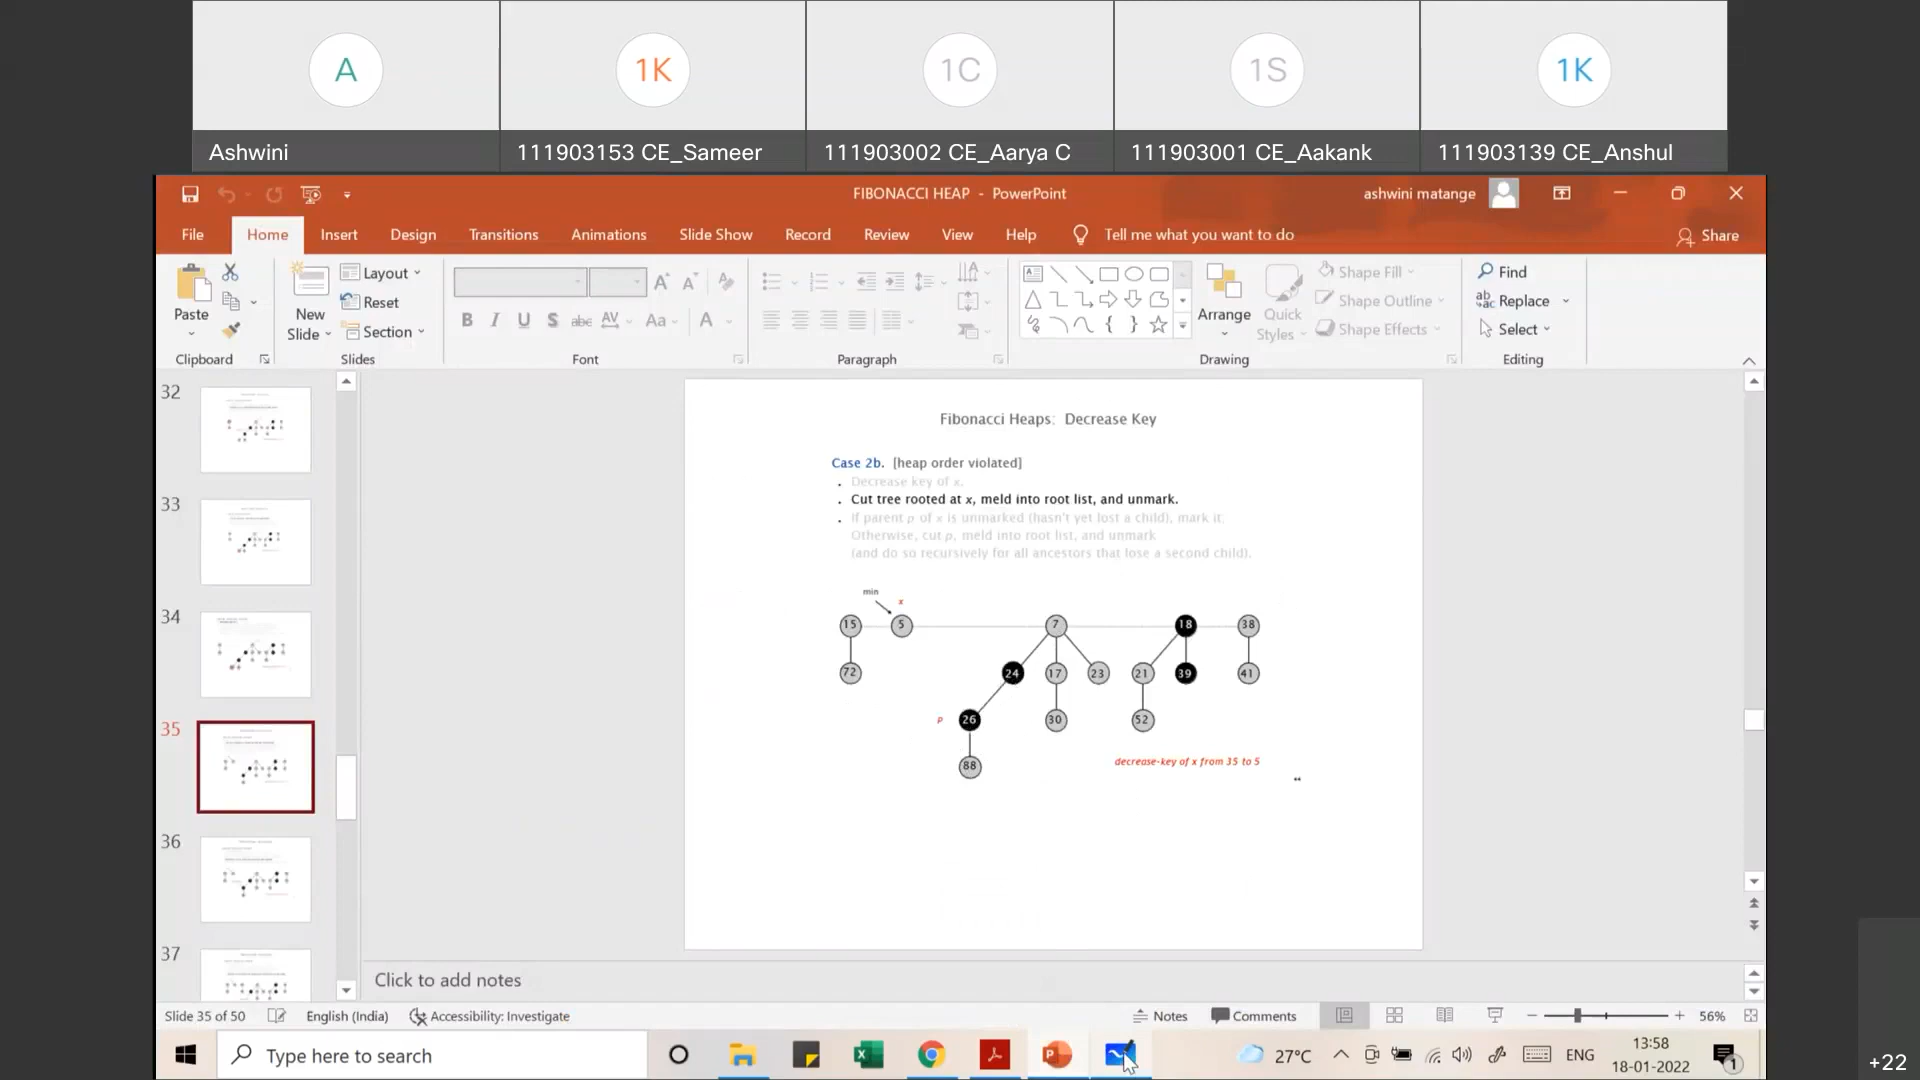 A
1K
1C
1S
1K
Ashwini
111903153 CE_Sameer
111903002 CE_Aarya C
111903001 CE_Aakank
111903139 CE_Anshul
FIBONACCI HEAP - PowerPoint
ashwini matange
File
Home
Insert
Design
Transitions
Animations
Slide Show
Record
Review
View
Help
Tell me what you want to do
Share
Paste
New
Slide
Layout
Reset
Section
B I U S abc AV Aa A
Shape Fill
Shape Outline
Shape Effects
Arrange
Quick
Styles
Find
Replace
Select
Clipboard
Slides
Font
Paragraph
Drawing
Editing
32
33
34
35
36
37
Fibonacci Heaps: Decrease Key
Case 2b. [heap order violated]
. Decrease key of x.
. Cut tree rooted at x, meld into root list, and unmark.
. If parent p of x is unmarked (hasn't yet lost a child), mark it;
Otherwise, cut p, meld into root list, and unmark
(and do so recursively for all ancestors that lose a second child).
min
x
15 5 7 18 38
72 24 17 23 21 39 41
p 26 30 52
88
decrease-key of x from 35 to 5
Click to add notes
Slide 35 of 50
English (India)
Accessibility: Investigate
Notes
Comments
56%
Type here to search
27°C
ENG
13:58
18-01-2022
1
+22